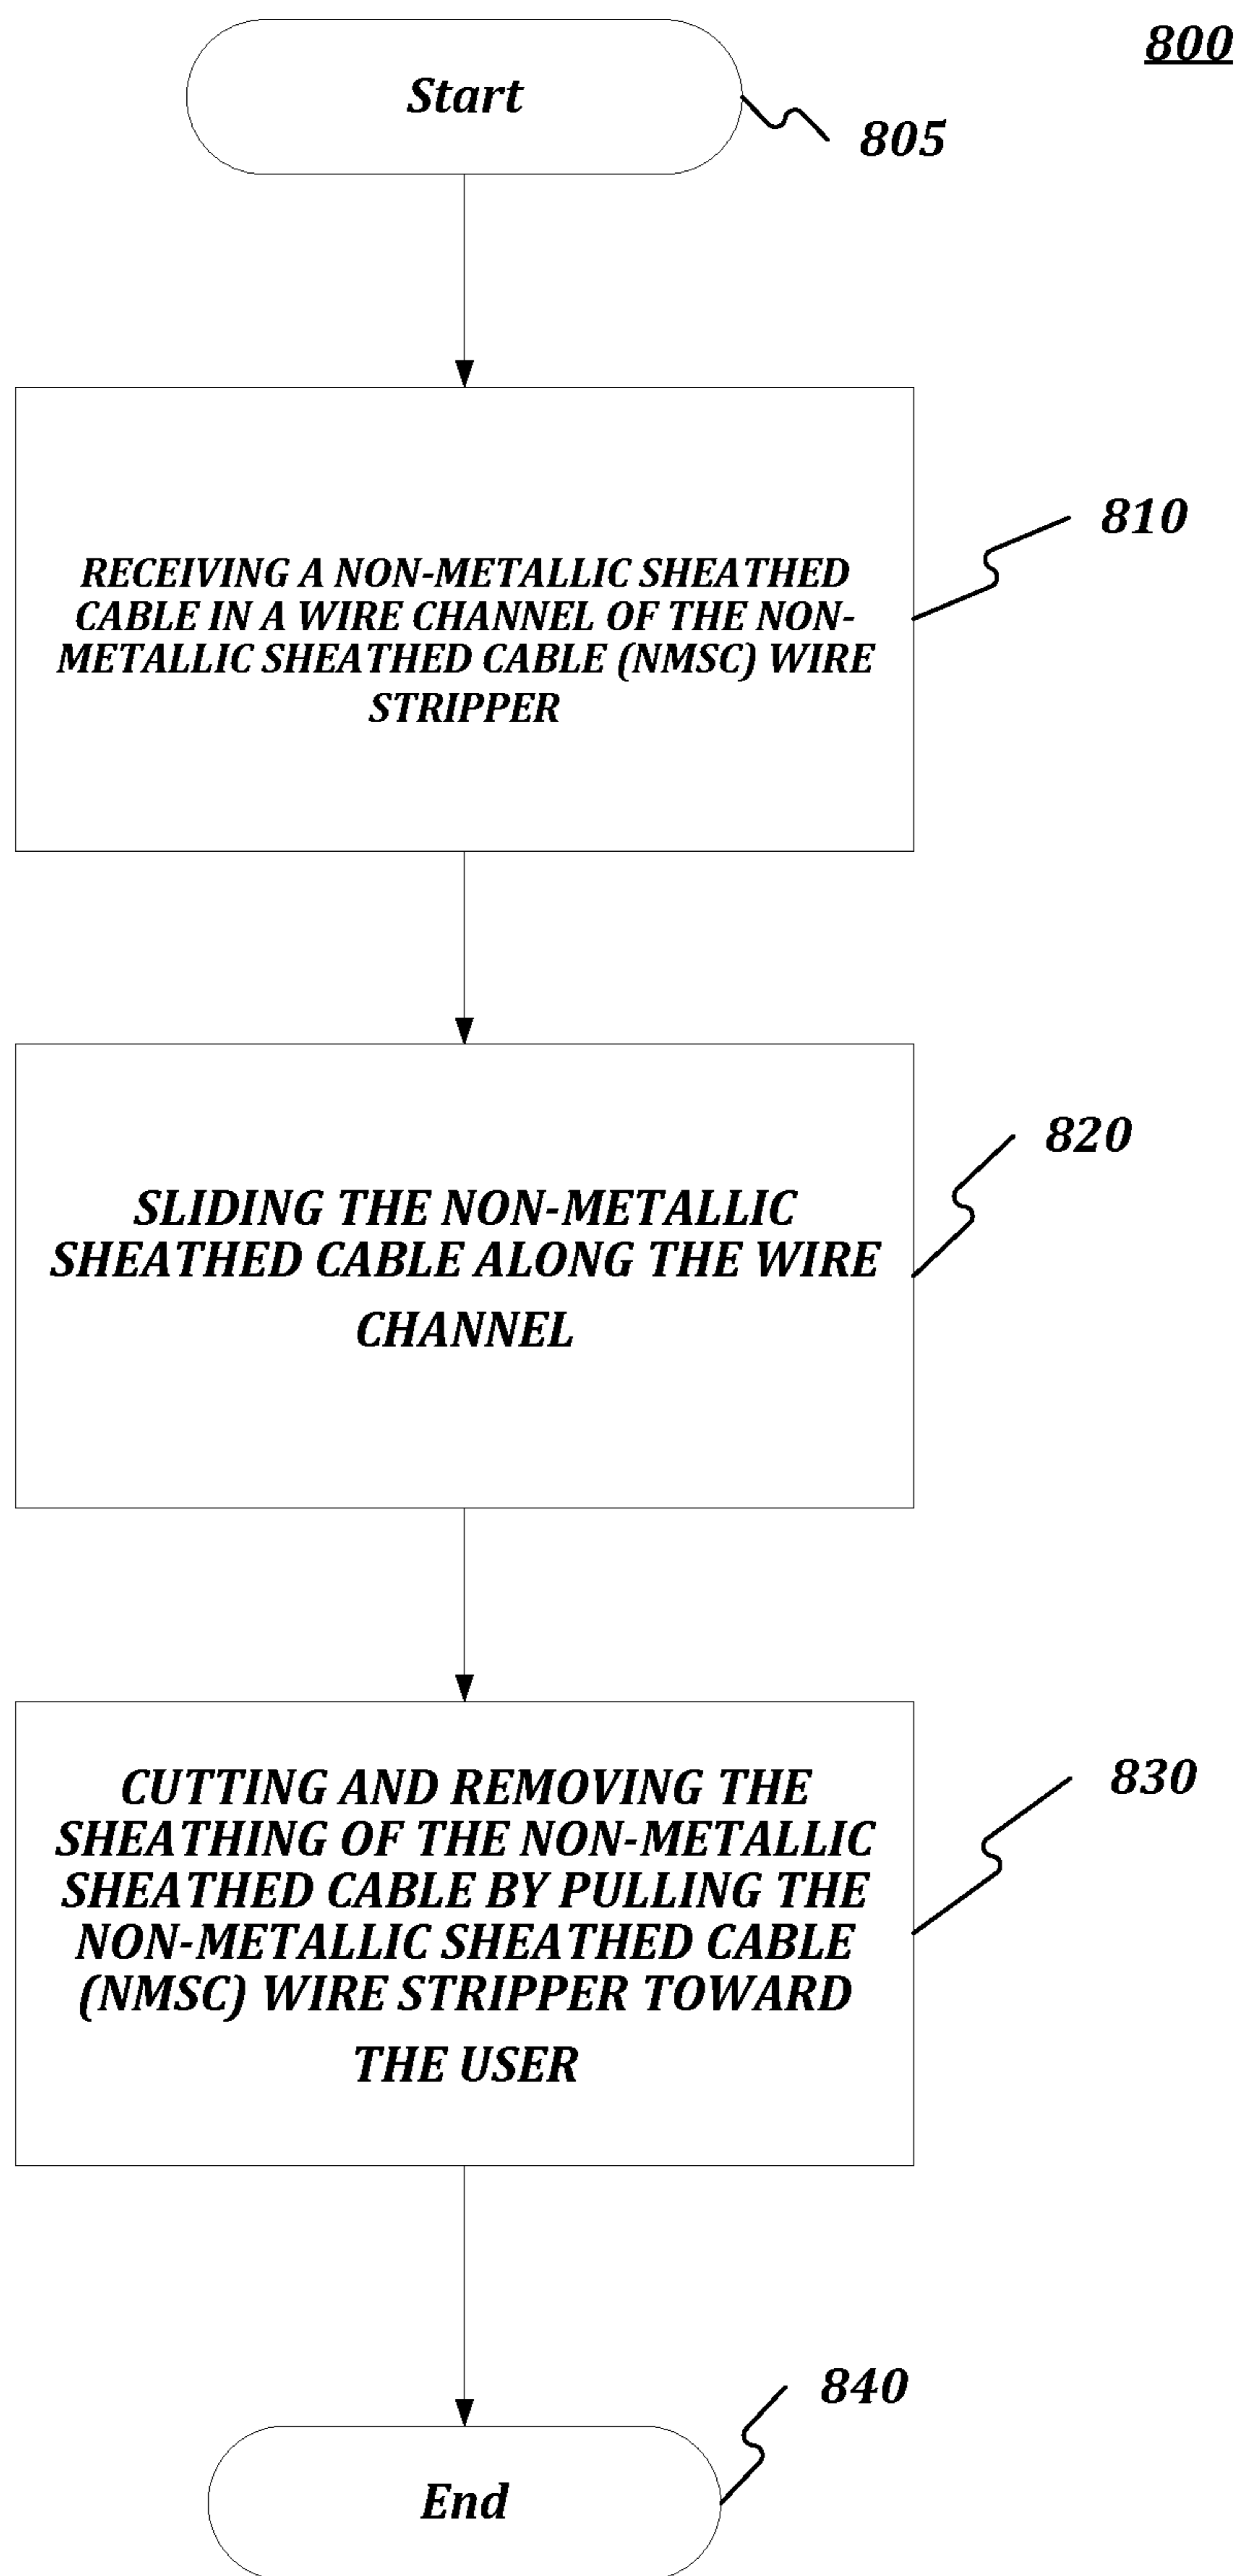 800
Start
805
RECEIVING A NON-METALLIC SHEATHED
CABLE IN A WIRE CHANNEL OF THE NON-
METALLIC SHEATHED CABLE (NMSC) WIRE
STRIPPER
810
SLIDING THE NON-METALLIC
SHEATHED CABLE ALONG THE WIRE
CHANNEL
820
CUTTING AND REMOVING THE
SHEATHING OF THE NON-METALLIC
SHEATHED CABLE BY PULLING THE
NON-METALLIC SHEATHED CABLE
(NMSC) WIRE STRIPPER TOWARD
THE USER
830
End
840